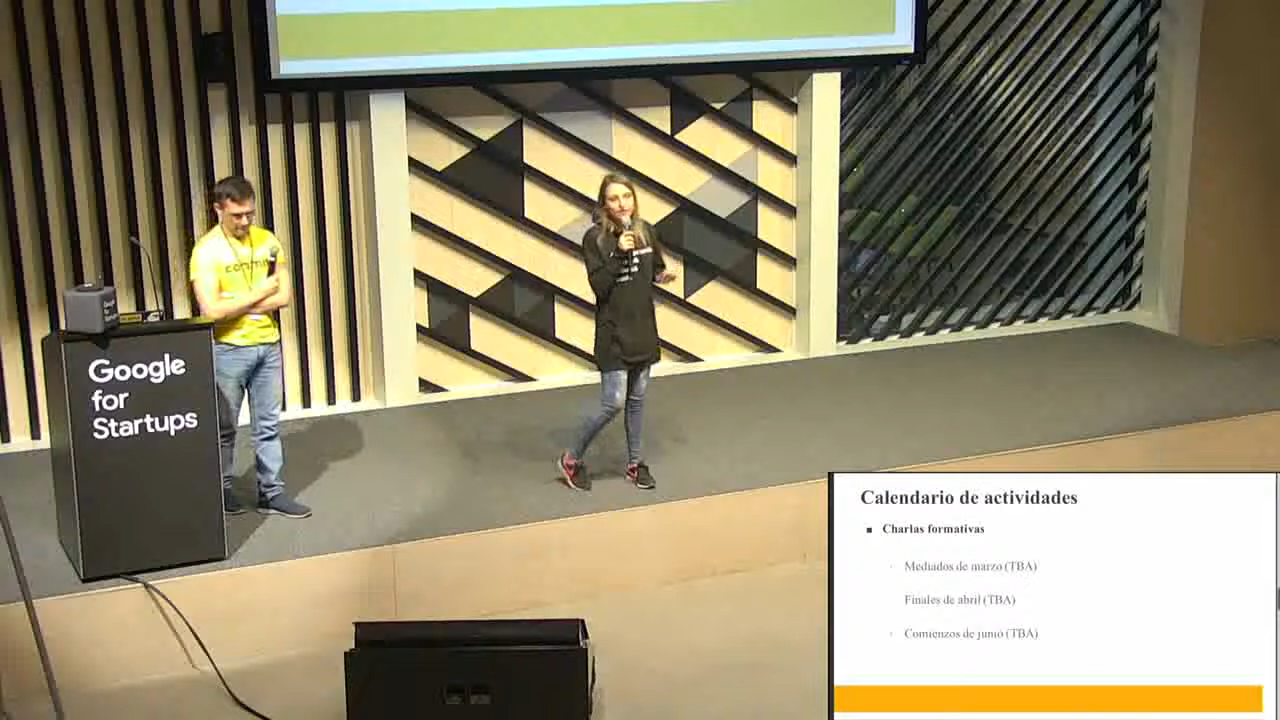 Google
for
Startups
Calendario de actividades
Charlas formativas
Mediados de marzo (TBA)
Finales de abril (TBA)
Comienzos de junio (TBA)